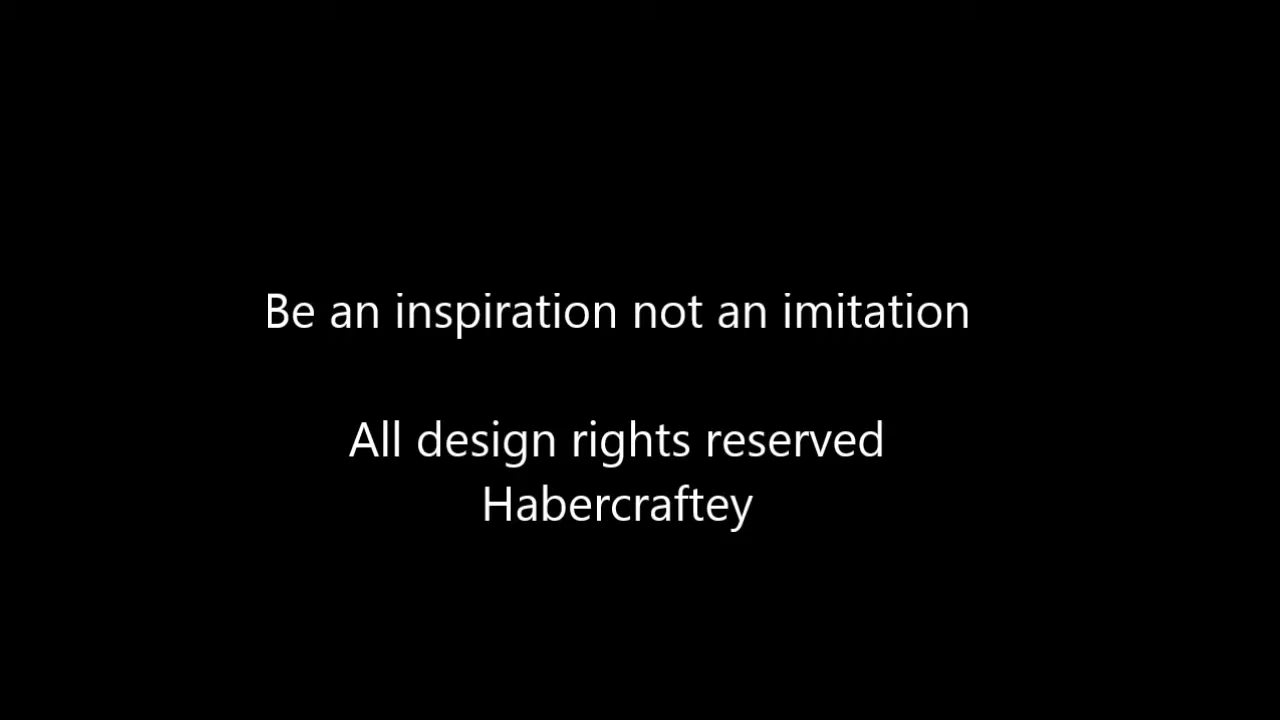 Be an inspiration not an imitation
All design rights reserved
Habercraftey